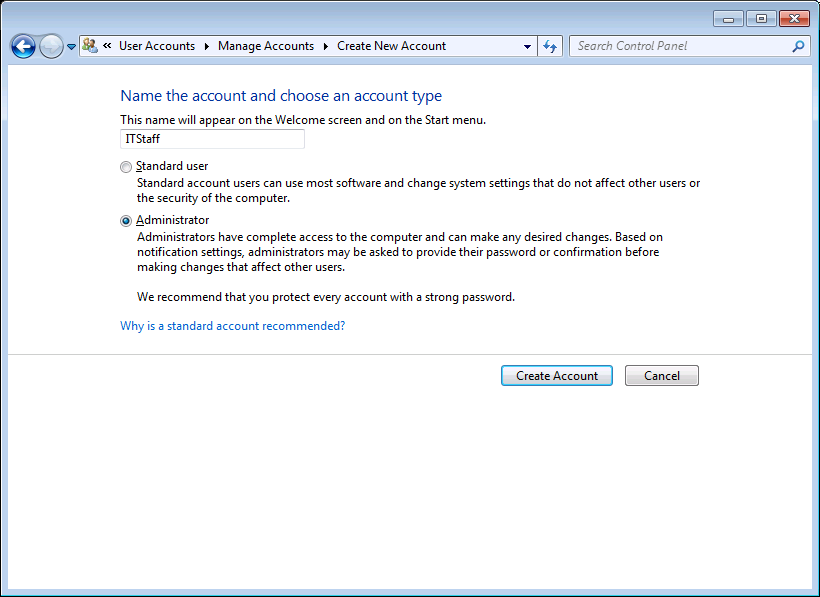 « User Accounts ▸ Manage Accounts ▸ Create New Account
Search Control Panel
Name the account and choose an account type
This name will appear on the Welcome screen and on the Start menu.
ITStaff
Standard user
Standard account users can use most software and change system settings that do not affect other users or
the security of the computer.
Administrator
Administrators have complete access to the computer and can make any desired changes. Based on
notification settings, administrators may be asked to provide their password or confirmation before
making changes that affect other users.
We recommend that you protect every account with a strong password.
Why is a standard account recommended?
Create Account
Cancel